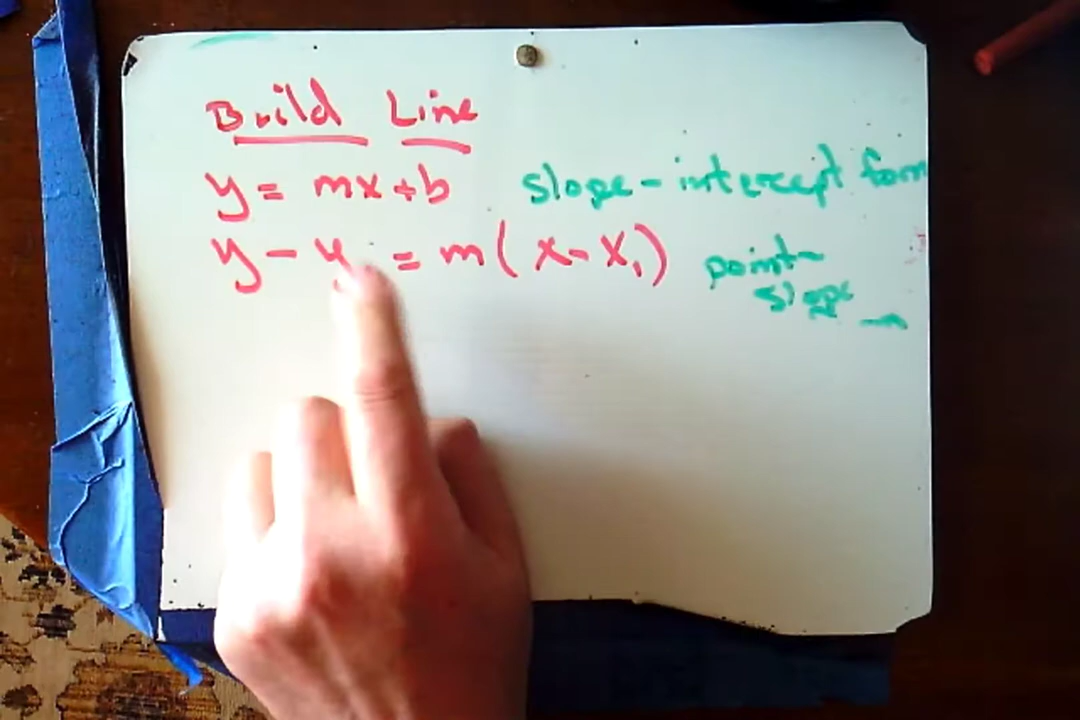 Build Line
y = mx+b slope-intercept form
y - y = m(x-x₁) point-
slope